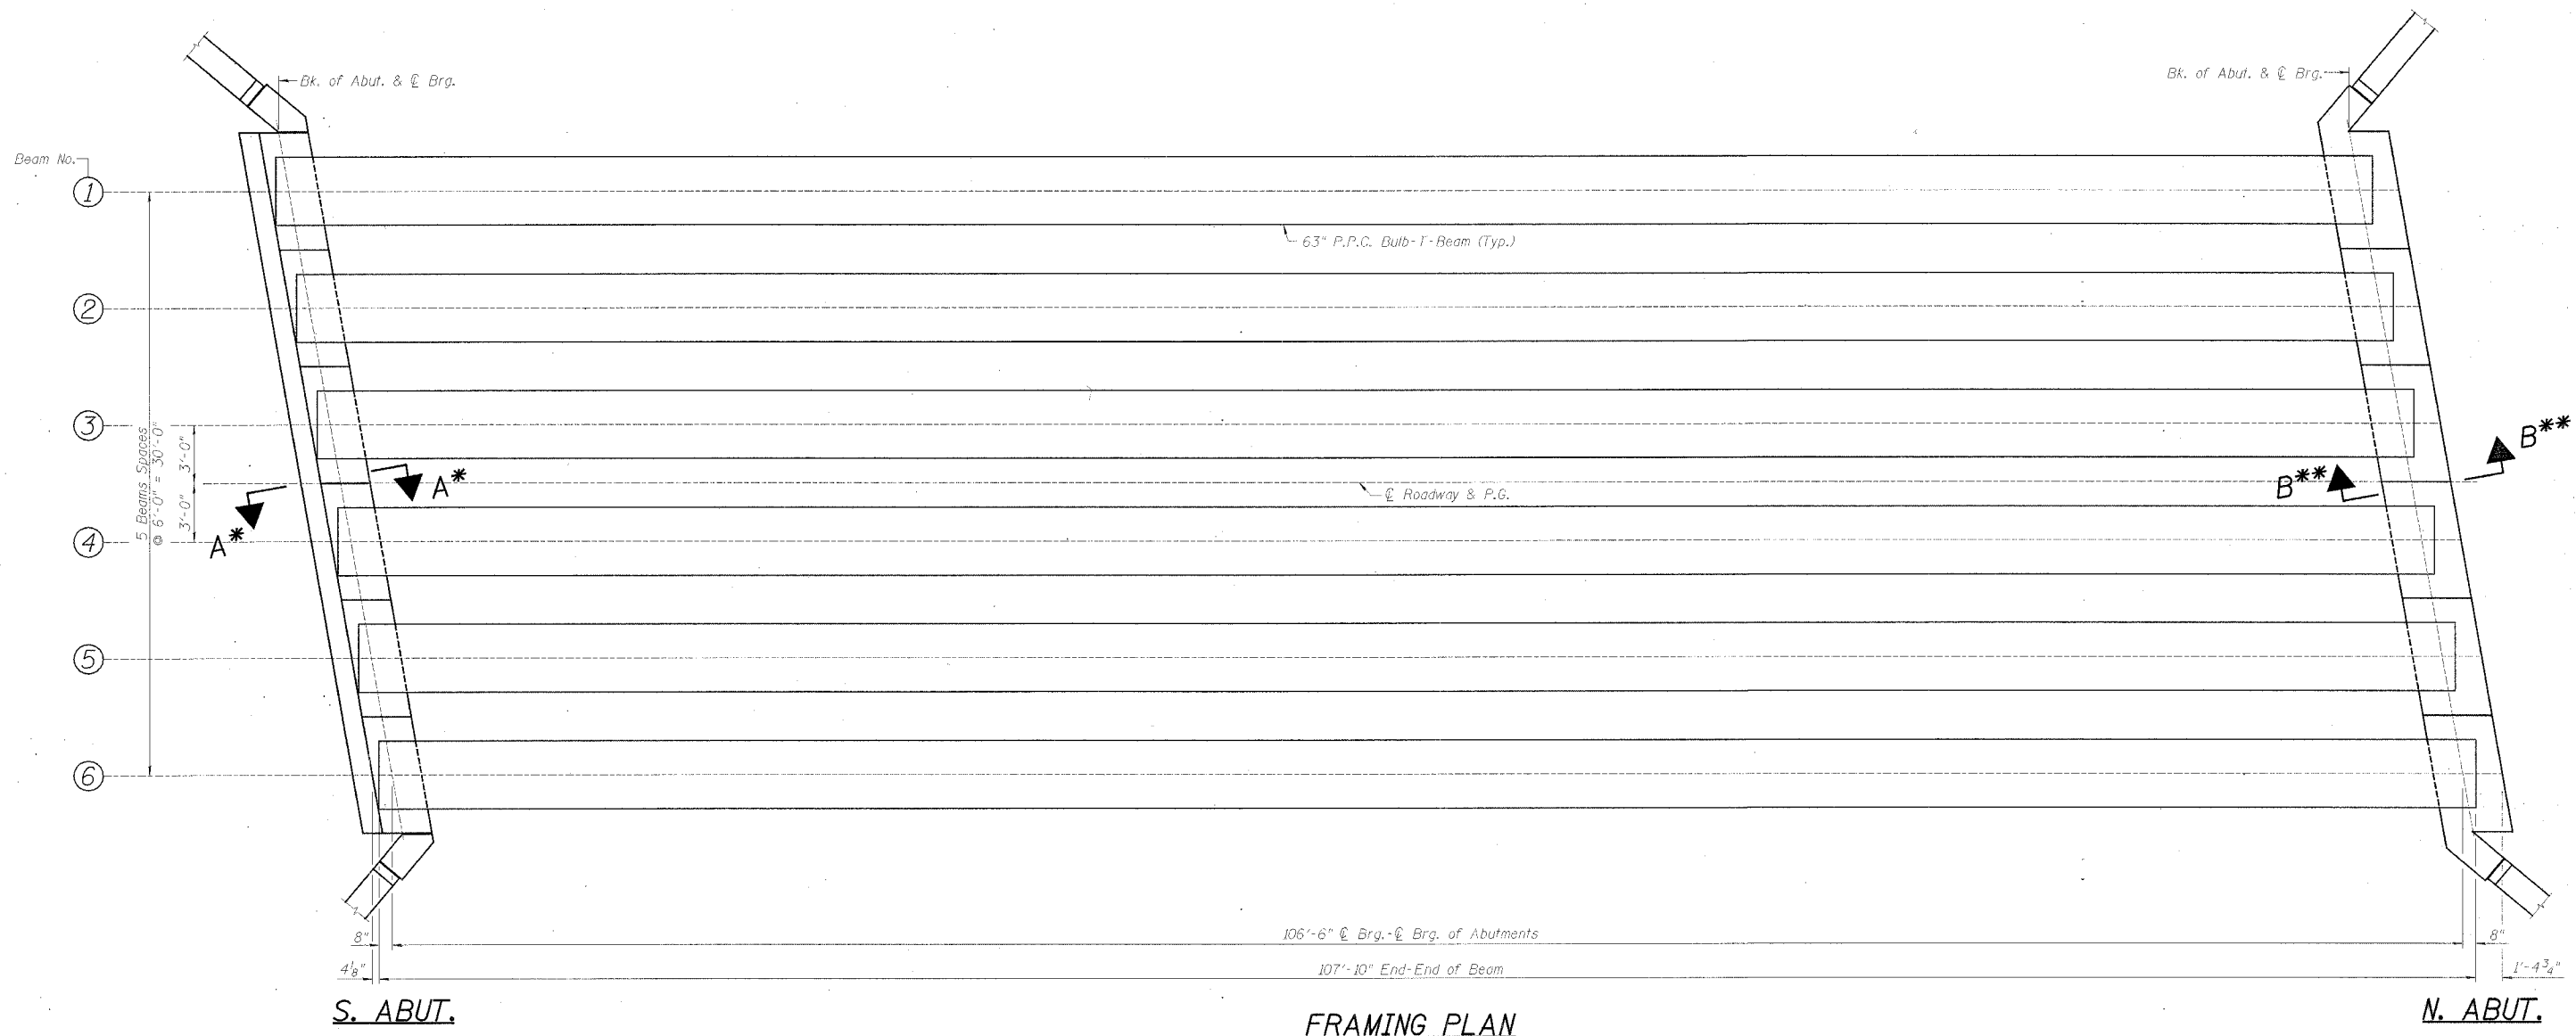 Bk. of Abut. & ℄ Brg.
Bk. of Abut. & ℄ Brg.
Beam No.
1
63" P.P.C. Bulb-T-Beam (Typ.)
2
3
5 Beams Spaces
@ 6'-0" = 30'-0"
3'-0"
3'-0"
A*
A*
℄ Roadway & P.G.
B**
B**
4
5
6
8"
106'-6" ℄ Brg.-℄ Brg. of Abutments
8"
4⅛"
107'-10" End-End of Beam
1'-4¾"
S. ABUT.
FRAMING PLAN
N. ABUT.